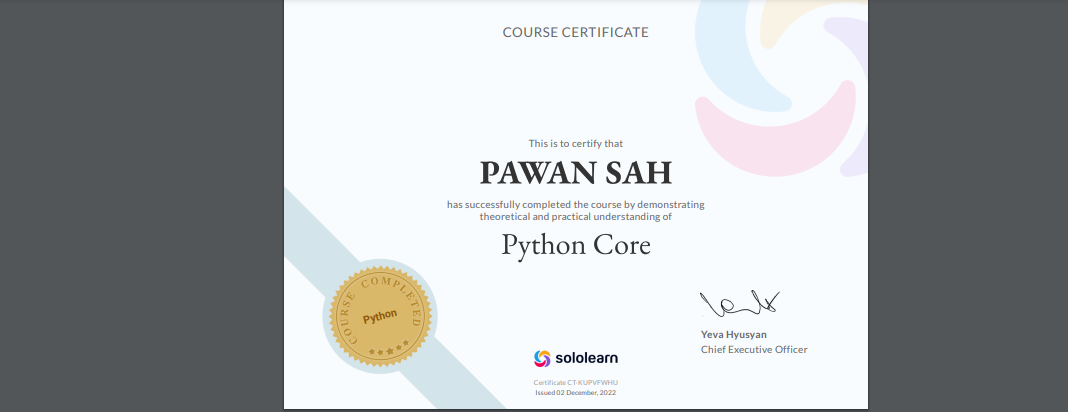 COURSE CERTIFICATE
This is to certify that
PAWAN SAH
has successfully completed the course by demonstrating
theoretical and practical understanding of
Python Core
COURSE COMPLETED
Python
Yeva Hyusyan
Chief Executive Officer
sololearn
Certificate CT-KUPVFWHU
Issued 02 December, 2022